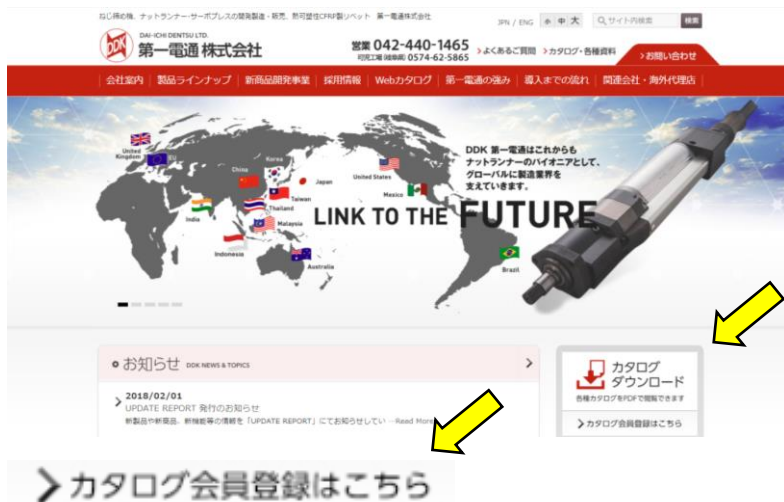 ねじ締め機、ナットランナー・サーボプレスの開発製造・販売、熱可塑性CFRP製リベット 第一電通株式会社
JPN / ENG 小 中 大 サイト内検索 検索
DDK DAI-ICHI DENTSU LTD.
第一電通株式会社
営業 042-440-1465
可児工場(岐阜県) 0574-62-5865
よくあるご質問 カタログ・各種資料 お問い合わせ
会社案内 製品ラインナップ 新商品開発事業 採用情報 Webカタログ 第一電通の強み 導入までの流れ 関連会社・海外代理店
United
Kingdom
EU
China
Korea
Japan
Taiwan
Thailand
India
Malaysia
Indonesia
Australia
United States
Mexico
Brazil
DDK 第一電通はこれからも
ナットランナーのパイオニアとして、
グローバルに製造業界を
支えていきます。
LINK TO THE FUTURE
お知らせ DDK NEWS & TOPICS
2018/02/01
UPDATE REPORT 発行のお知らせ
新製品や新商品、新機能等の情報を「UPDATE REPORT」にてお知らせしてい …Read More
カタログ
ダウンロード
各種カタログをPDFで閲覧できます
カタログ会員登録はこちら
カタログ会員登録はこちら